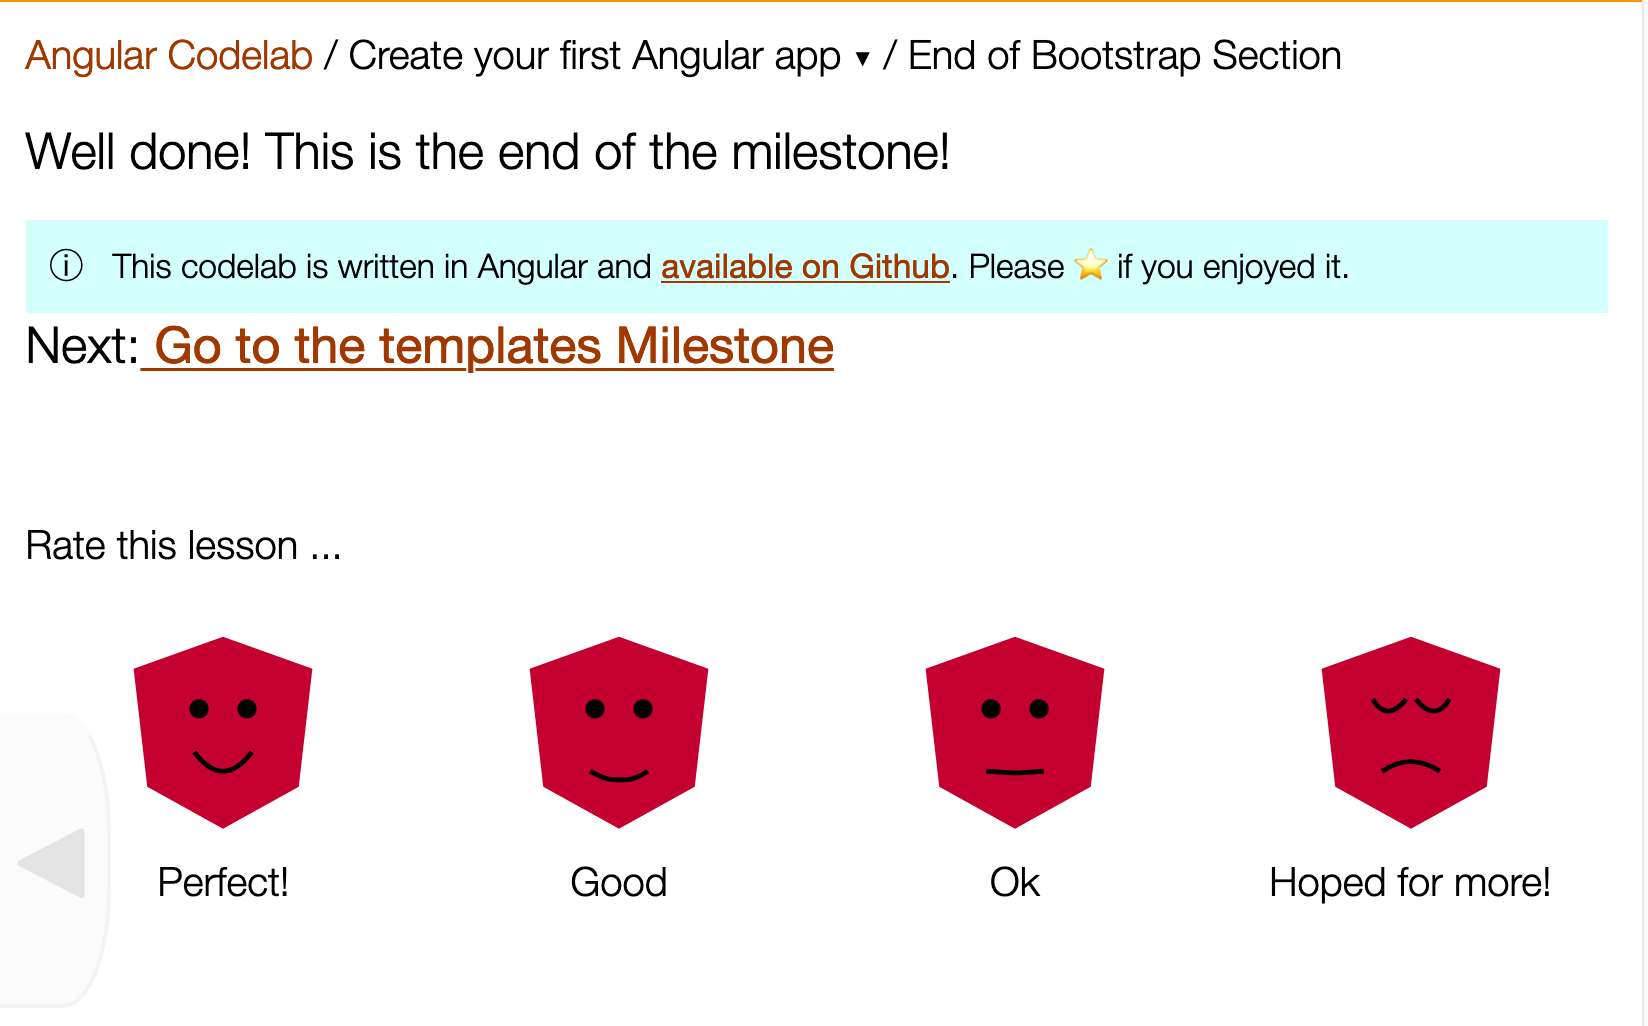 Angular Codelab / Create your first Angular app ▼ / End of Bootstrap Section
Well done! This is the end of the milestone!
ⓘ This codelab is written in Angular and available on Github. Please ⭐ if you enjoyed it.
Next: Go to the templates Milestone
Rate this lesson ...
Perfect! Good Ok Hoped for more!